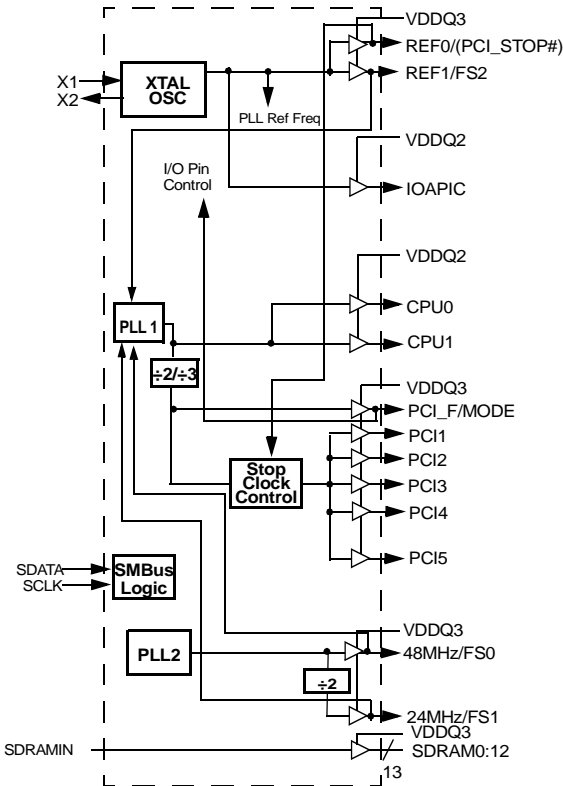 VDDQ3
REF0/(PCI_STOP#)
X1
XTAL
OSC
REF1/FS2
X2
PLL Ref Freq
VDDQ2
I/O Pin
Control
IOAPIC
VDDQ2
CPU0
PLL 1
CPU1
÷2/÷3
VDDQ3
PCI_F/MODE
PCI1
PCI2
Stop
Clock
Control
PCI3
PCI4
PCI5
SDATA
SCLK
SMBus
Logic
VDDQ3
PLL2
48MHz/FS0
÷2
24MHz/FS1
VDDQ3
SDRAMIN
SDRAM0:12
13